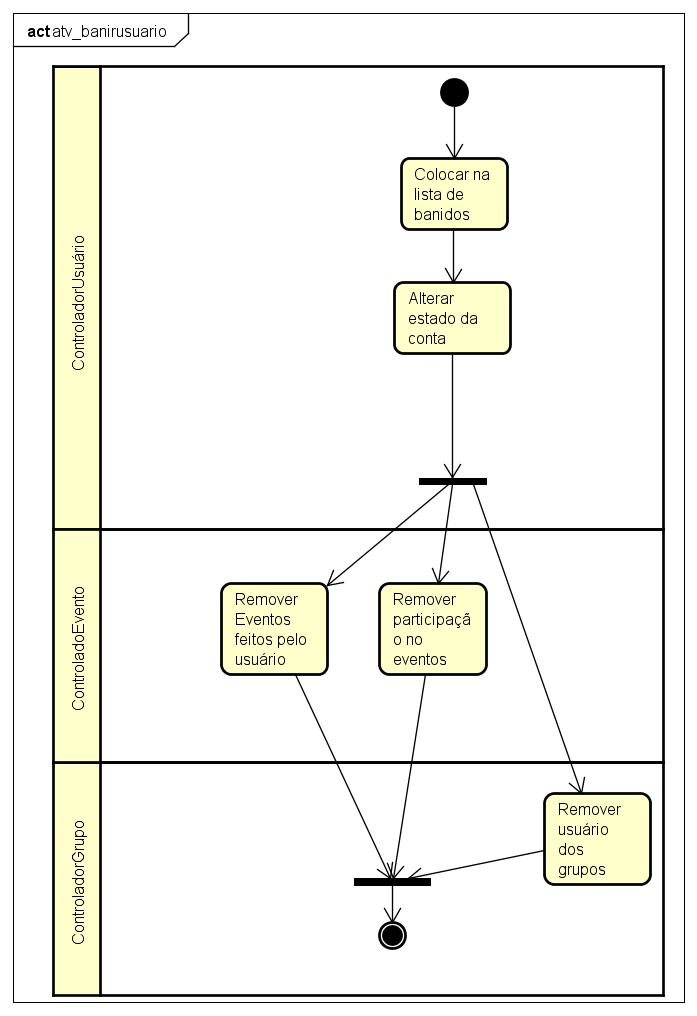 act atv_banirusuario
ControladorUsuário
Colocar na
lista de
banidos
Alterar
estado da
conta
ControladoEvento
Remover
Eventos
feitos pelo
usuário
Remover
participaçã
o no
eventos
ControladorGrupo
Remover
usuário
dos
grupos